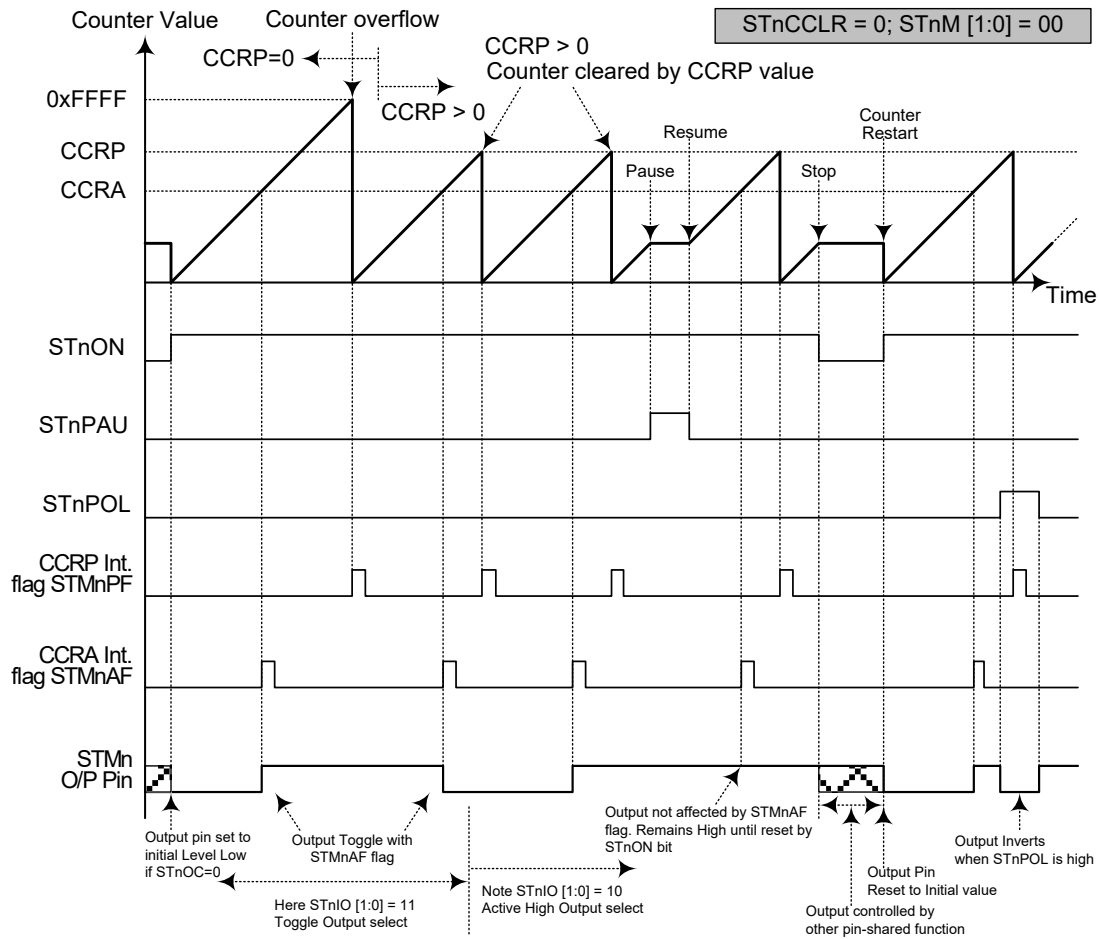 Counter Value
Counter overflow
STnCCLR = 0; STnM [1:0] = 00
CCRP=0
CCRP > 0
CCRP > 0
Counter cleared by CCRP value
0xFFFF
CCRP
CCRA
Pause
Resume
Stop
Counter
Restart
Time
STnON
STnPAU
STnPOL
CCRP Int.
flag STMnPF
CCRA Int.
flag STMnAF
STMn
O/P Pin
Output pin set to
initial Level Low
if STnOC=0
Output Toggle with
STMnAF flag
Here STnIO [1:0] = 11
Toggle Output select
Note STnIO [1:0] = 10
Active High Output select
Output not affected by STMnAF
flag. Remains High until reset by
STnON bit
Output controlled by
other pin-shared function
Output Pin
Reset to Initial value
Output Inverts
when STnPOL is high